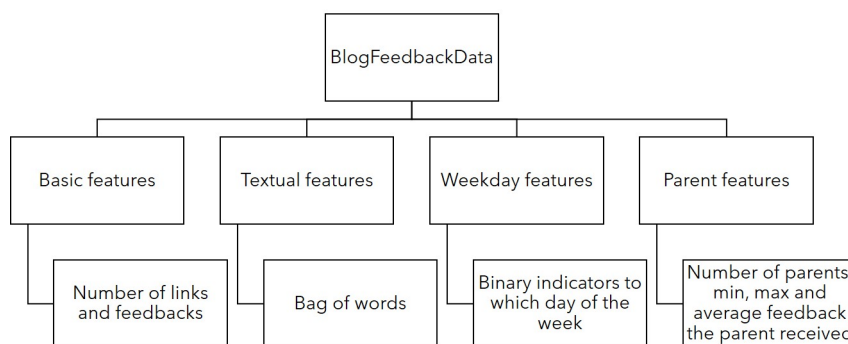 BlogFeedbackData
Basic features
Textual features
Weekday features
Parent features
Number of links
and feedbacks
Bag of words
Binary indicators to
which day of the
week
Number of parents,
min, max and
average feedback
the parent received